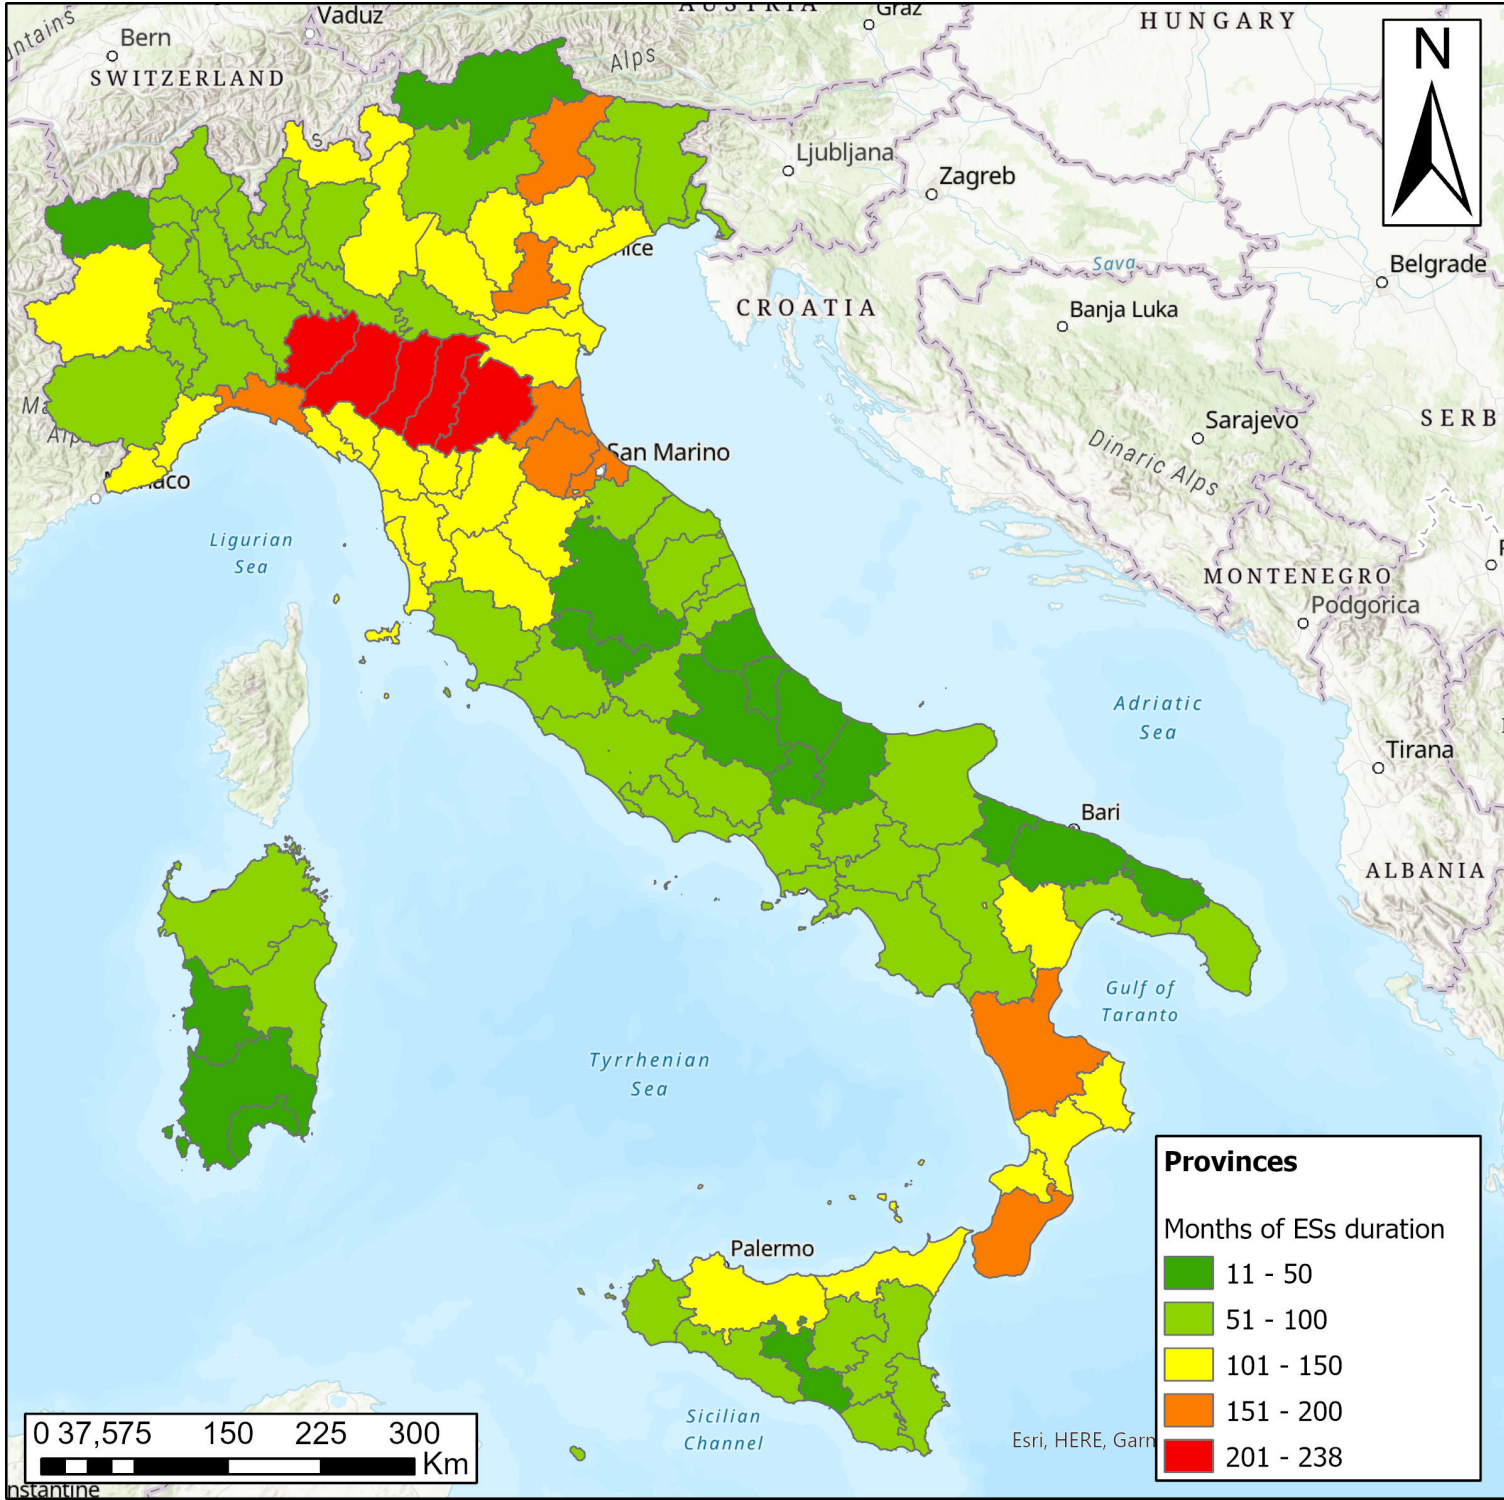 AUSTRIA
Graz
Vaduz
HUNGARY
Bern
Alps
SWITZERLAND
N
Ljubljana
Zagreb
Sava
Belgrade
CROATIA
Banja Luka
Sarajevo
SERB
Dinaric Alps
San Marino
Ligurian
Sea
MONTENEGRO
Podgorica
Adriatic
Sea
Tirana
Bari
ALBANIA
Gulf of
Taranto
Tyrrhenian
Sea
Palermo
Sicilian
Channel
Provinces
Months of ESs duration
11 - 50
51 - 100
101 - 150
151 - 200
201 - 238
Esri, HERE, Garm
0 37,575 150 225 300
Km
nstantine